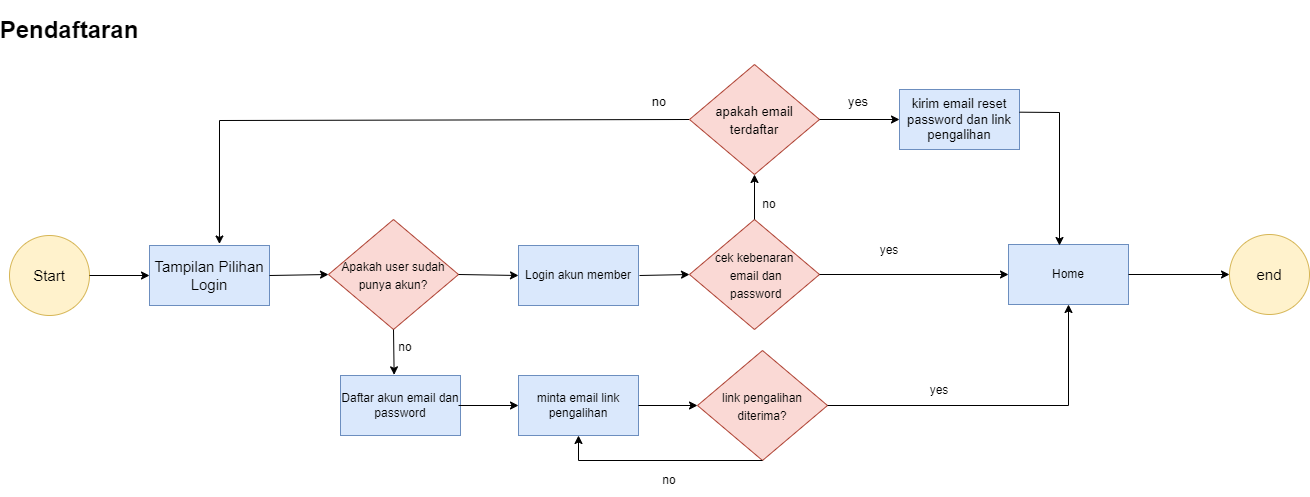 Pendaftaran
no
apakah email
terdaftar
yes
kirim email reset
password dan link
pengalihan
no
Start
Tampilan Pilihan
Login
Apakah user sudah
punya akun?
Login akun member
cek kebenaran
email dan
password
yes
Home
end
no
Daftar akun email dan
password
minta email link
pengalihan
link pengalihan
diterima?
yes
no